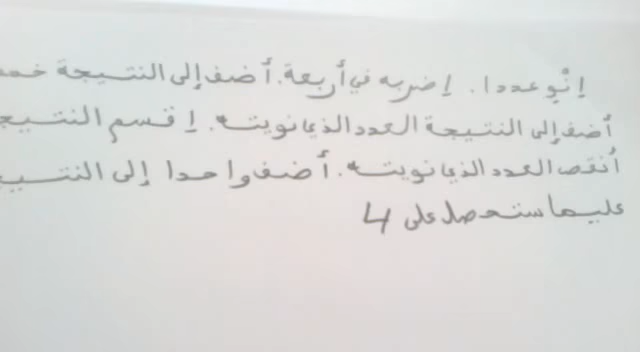 إنْوِ عددا. إضربه في أربعة. أضف إلى النتيجة
أضف إلى النتيجة العدد الذي نويته. إقسم
أنقص العدد الذي نويته. أضف واحدا إلى
عليها ستحصل على 4